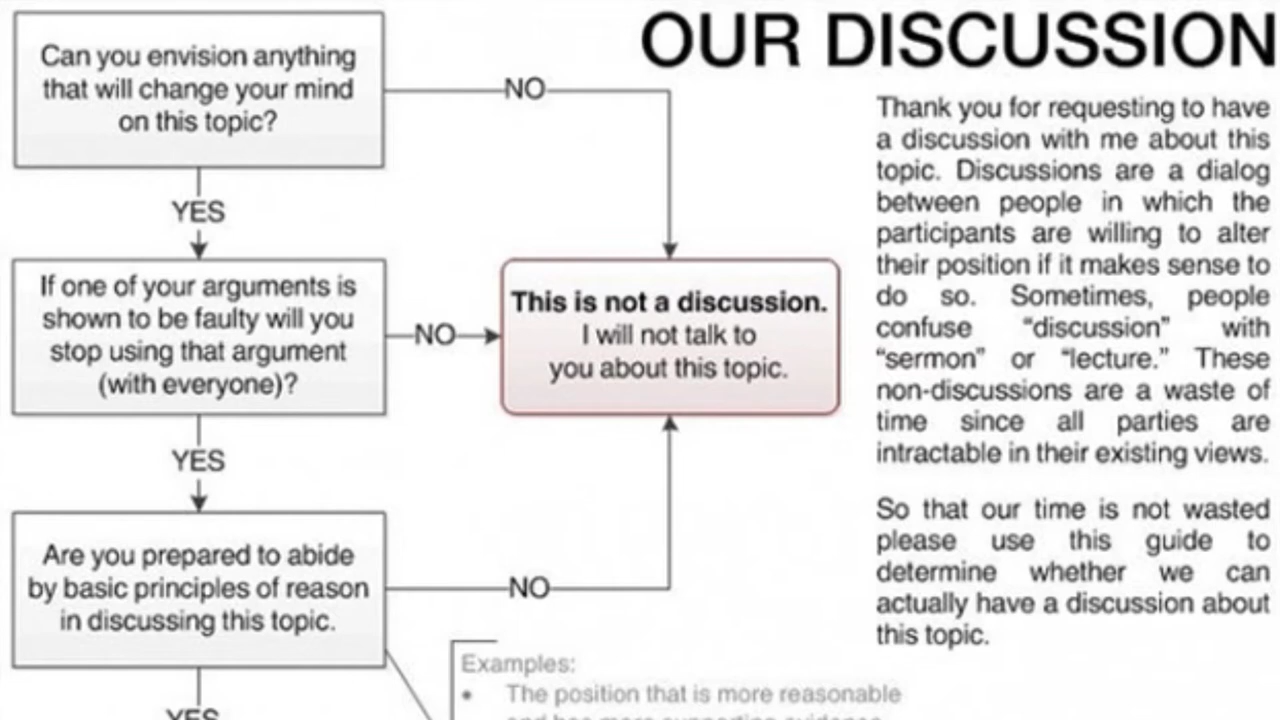 OUR DISCUSSION
Can you envision anything
that will change your mind
on this topic?
NO
YES
If one of your arguments is
shown to be faulty will you
stop using that argument
(with everyone)?
NO
This is not a discussion.
I will not talk to
you about this topic.
YES
Are you prepared to abide
by basic principles of reason
in discussing this topic.
NO
YES
Examples:
• The position that is more reasonable
and has more supporting evidence
Thank you for requesting to have
a discussion with me about this
topic. Discussions are a dialog
between people in which the
participants are willing to alter
their position if it makes sense to
do so. Sometimes, people
confuse “discussion” with
“sermon” or “lecture.” These
non-discussions are a waste of
time since all parties are
intractable in their existing views.
So that our time is not wasted
please use this guide to
determine whether we can
actually have a discussion about
this topic.